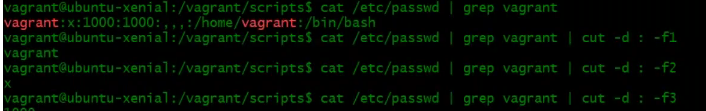 vagrant@ubuntu-xenial:/vagrant/scripts$ cat /etc/passwd | grep vagrant
vagrant:x:1000:1000:,,,:/home/vagrant:/bin/bash
vagrant@ubuntu-xenial:/vagrant/scripts$ cat /etc/passwd | grep vagrant | cut -d : -f1
vagrant
vagrant@ubuntu-xenial:/vagrant/scripts$ cat /etc/passwd | grep vagrant | cut -d : -f2
x
vagrant@ubuntu-xenial:/vagrant/scripts$ cat /etc/passwd | grep vagrant | cut -d : -f3